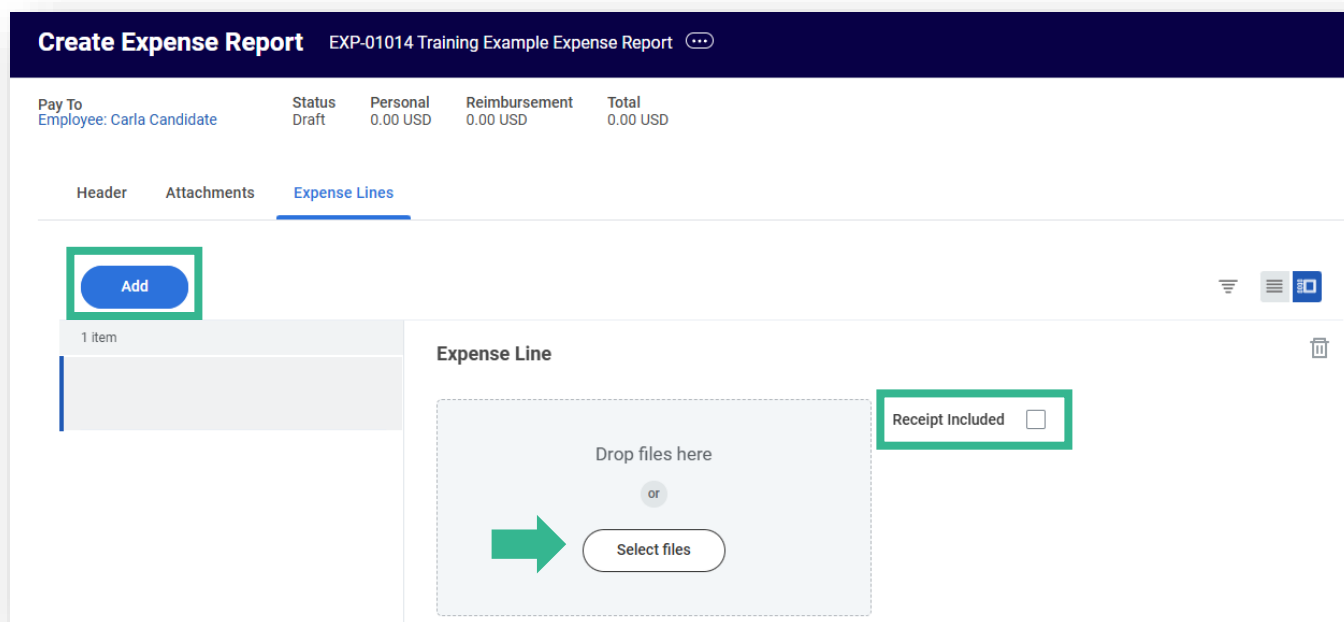 Create Expense Report EXP-01014 Training Example Expense Report
Pay To Status Personal Reimbursement Total
Employee: Carla Candidate Draft 0.00 USD 0.00 USD 0.00 USD
Header Attachments Expense Lines
Add
1 item
Expense Line
Receipt Included
Drop files here
or
Select files